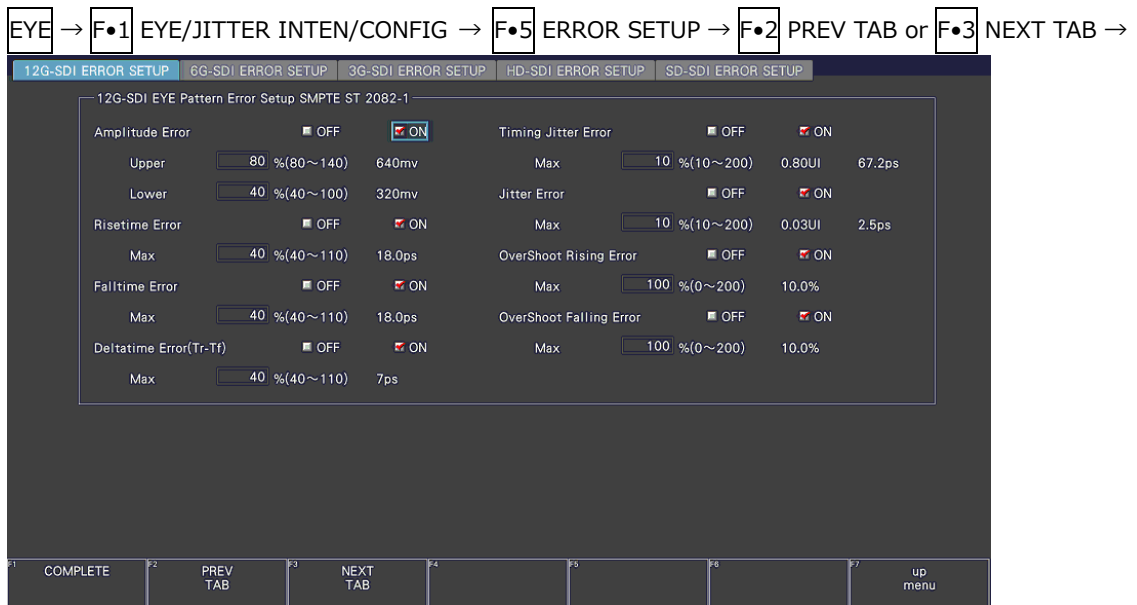 EYE → F•1 EYE/JITTER INTEN/CONFIG → F•5 ERROR SETUP → F•2 PREV TAB or F•3 NEXT TAB →
12G-SDI ERROR SETUP 6G-SDI ERROR SETUP 3G-SDI ERROR SETUP HD-SDI ERROR SETUP SD-SDI ERROR SETUP
12G-SDI EYE Pattern Error Setup SMPTE ST 2082-1
Amplitude Error OFF ON
Upper 80 %(80～140) 640mv
Lower 40 %(40～100) 320mv
Risetime Error OFF ON
Max 40 %(40～110) 18.0ps
Falltime Error OFF ON
Max 40 %(40～110) 18.0ps
Deltatime Error(Tr-Tf) OFF ON
Max 40 %(40～110) 7ps
Timing Jitter Error OFF ON
Max 10 %(10～200) 0.80UI 67.2ps
Jitter Error OFF ON
Max 10 %(10～200) 0.03UI 2.5ps
OverShoot Rising Error OFF ON
Max 100 %(0～200) 10.0%
OverShoot Falling Error OFF ON
Max 100 %(0～200) 10.0%
F1 COMPLETE F2 PREV TAB F3 NEXT TAB F4 F5 F6 F7 up menu